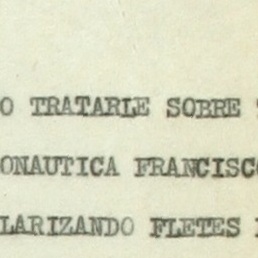 O TRATARLE SOBRE
ONAUTICA FRANCISCO
LARIZANDO FLETES